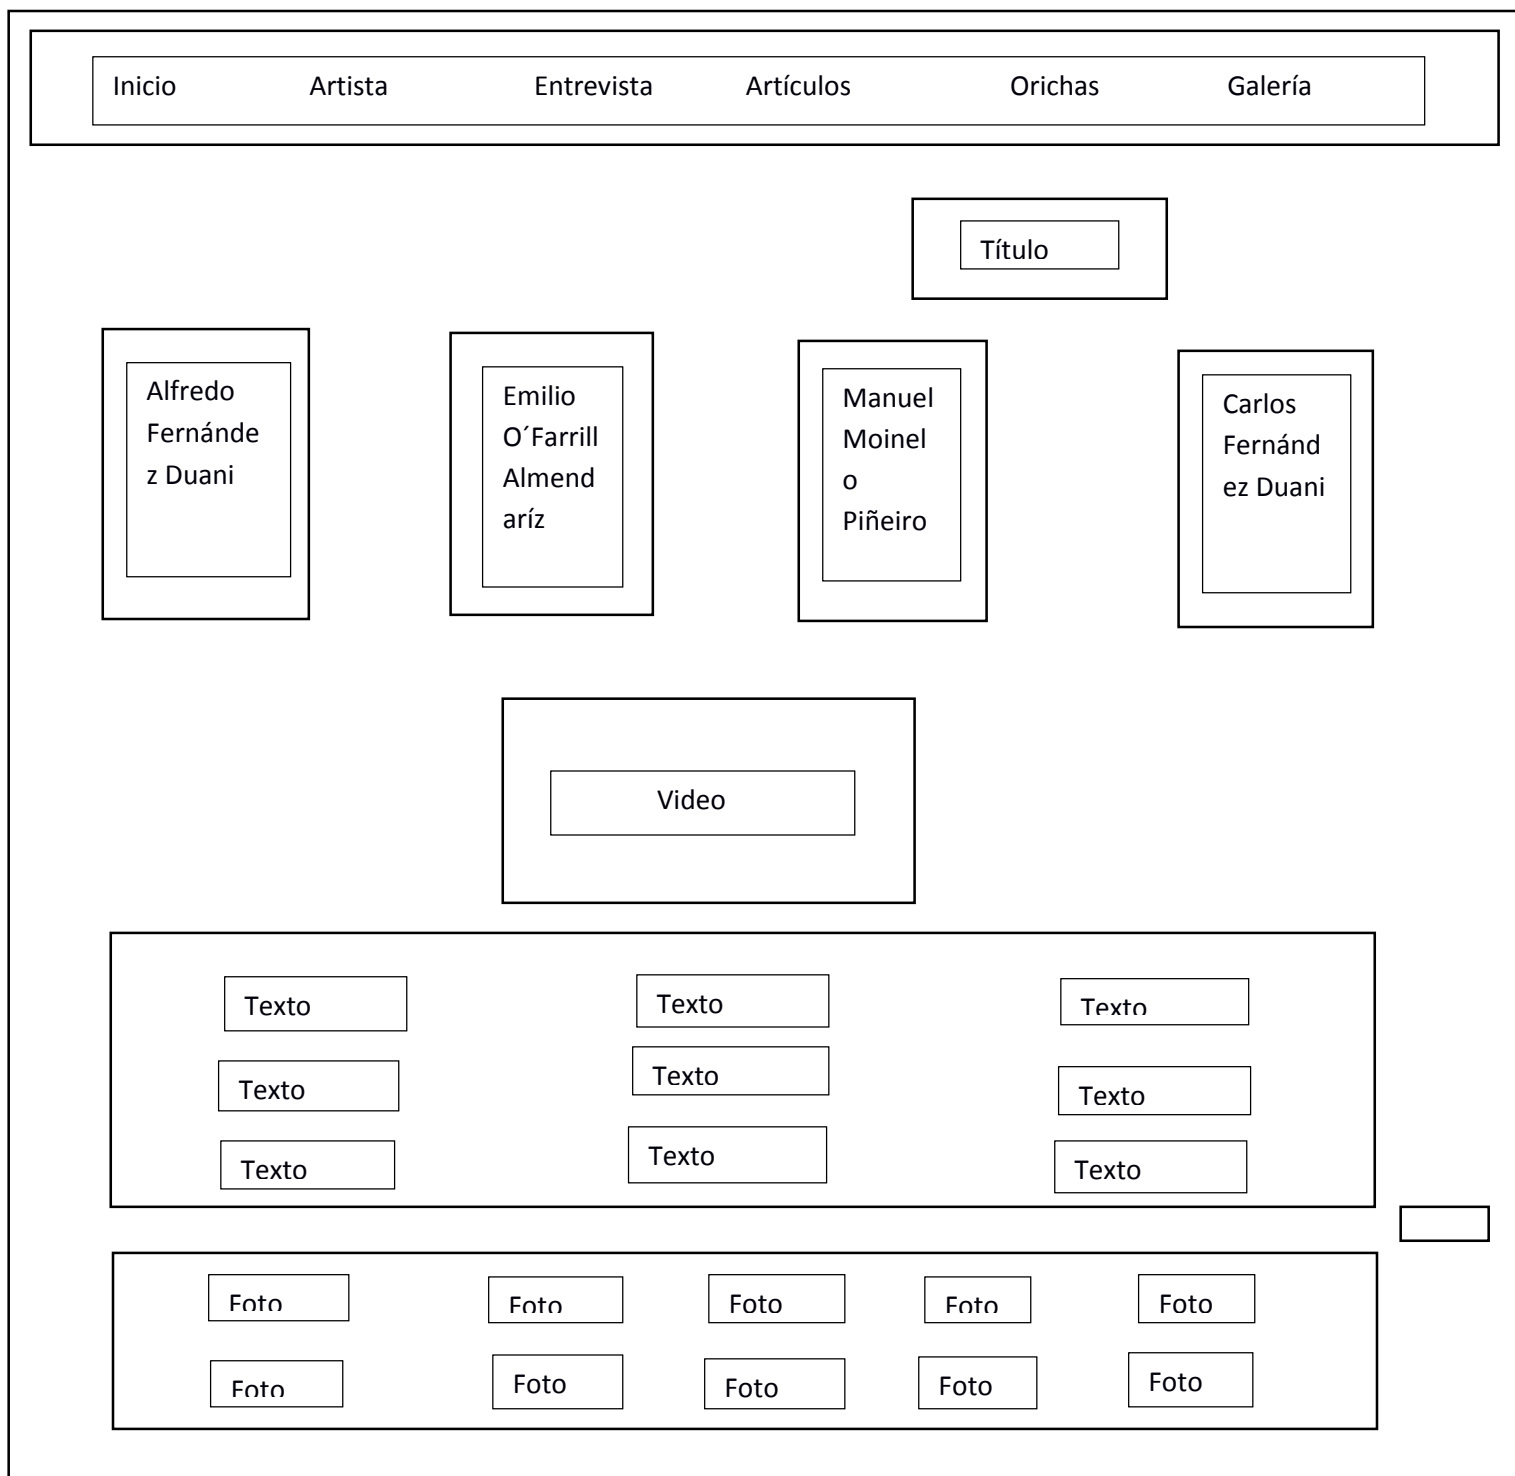 Inicio Artista Entrevista Artículos Orichas Galería
Título
Alfredo
Fernánde
z Duani
Emilio
O´Farrill
Almend
aríz
Manuel
Moinel
o
Piñeiro
Carlos
Fernánd
ez Duani
Video
Texto Texto Texto
Texto Texto Texto
Texto Texto Texto
Foto Foto Foto Foto Foto
Foto Foto Foto Foto Foto